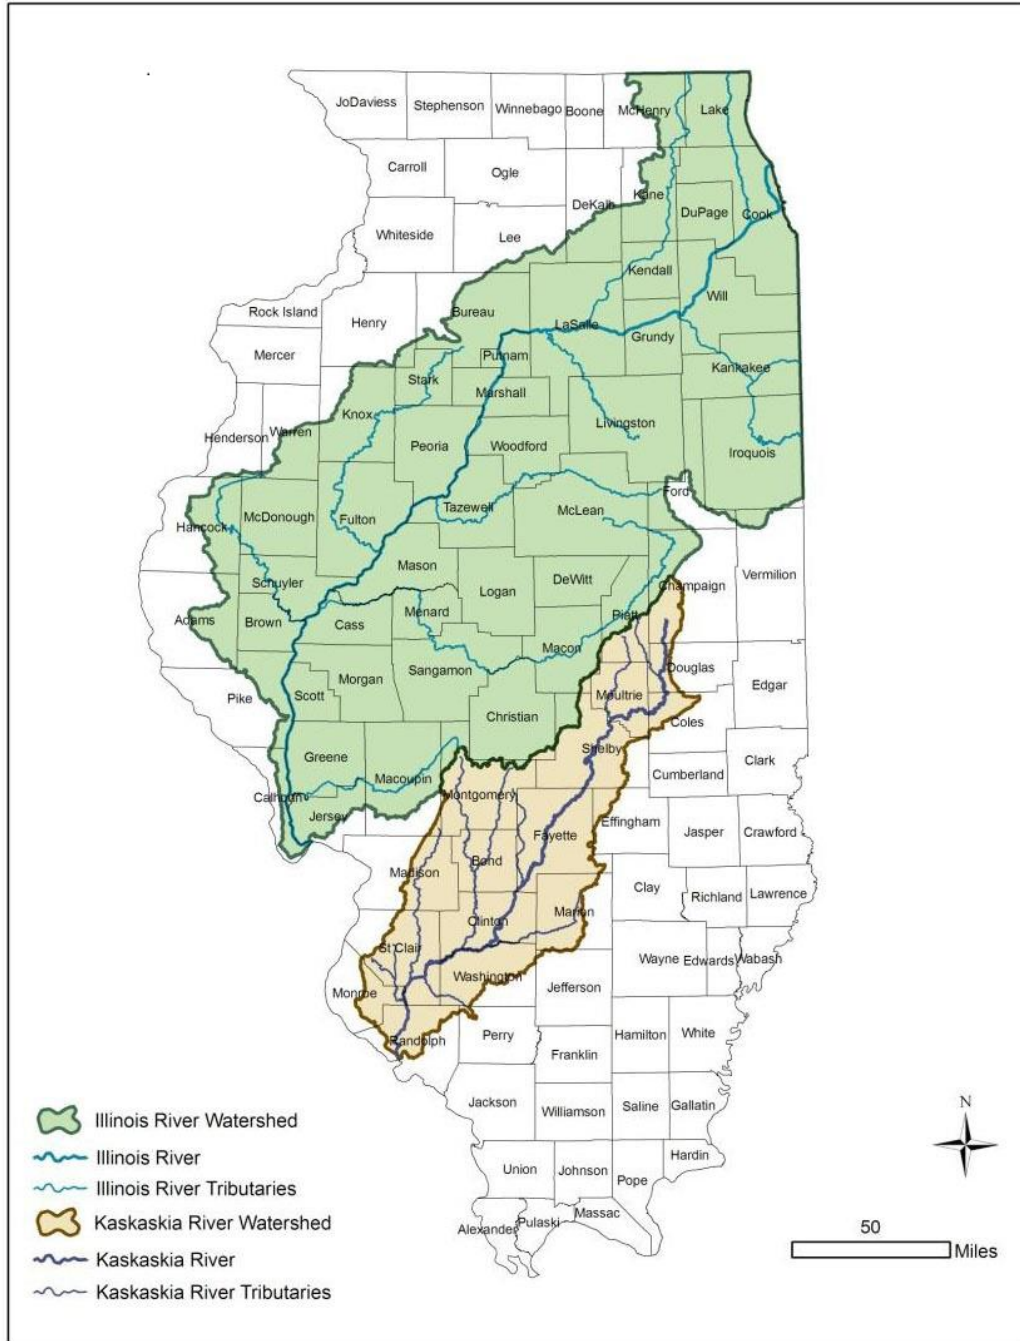 JoDaviess
Stephenson
Winnebago
Boone
McHenry
Lake
Carroll
Ogle
DeKalb
Kane
DuPage
Cook
Whiteside
Lee
Kendall
Will
Rock Island
Henry
Bureau
LaSalle
Grundy
Mercer
Putnam
Kankakee
Stark
Marshall
Knox
Henderson
Warren
Peoria
Woodford
Livingston
Iroquois
Hancock
McDonough
Fulton
Tazewell
McLean
Ford
Mason
Schuyler
Logan
DeWitt
Champaign
Vermilion
Adams
Brown
Cass
Menard
Piatt
Macon
Douglas
Edgar
Pike
Scott
Morgan
Sangamon
Moultrie
Christian
Coles
Greene
Shelby
Macoupin
Cumberland
Clark
Calhoun
Jersey
Montgomery
Effingham
Jasper
Crawford
Fayette
Madison
Bond
Clay
Richland
Lawrence
Clinton
Marion
St Clair
Wayne
Edwards
Wabash
Washington
Monroe
Jefferson
Randolph
Perry
Hamilton
White
Franklin
Jackson
Williamson
Saline
Gallatin
Union
Johnson
Pope
Hardin
Alexander
Pulaski
Massac
Illinois River Watershed
Illinois River
Illinois River Tributaries
Kaskaskia River Watershed
Kaskaskia River
Kaskaskia River Tributaries
N
50
Miles